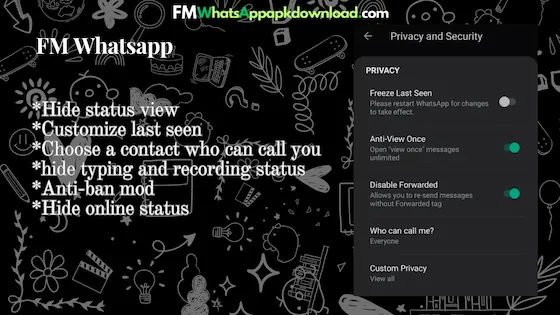 FMWhatsAppapkdownload.com
FM Whatsapp
*Hide status view
*Customize last seen
*Choose a contact who can call you
*hide typing and recording status
*Anti-ban mod
*Hide online status
Privacy and Security
PRIVACY
Freeze Last Seen
Please restart WhatsApp for changes
to take effect.
Anti-View Once
Open "view once" messages
unlimited
Disable Forwarded
Allows you to re-send messages
without Forwarded tag
Who can call me?
Everyone
Custom Privacy
View all